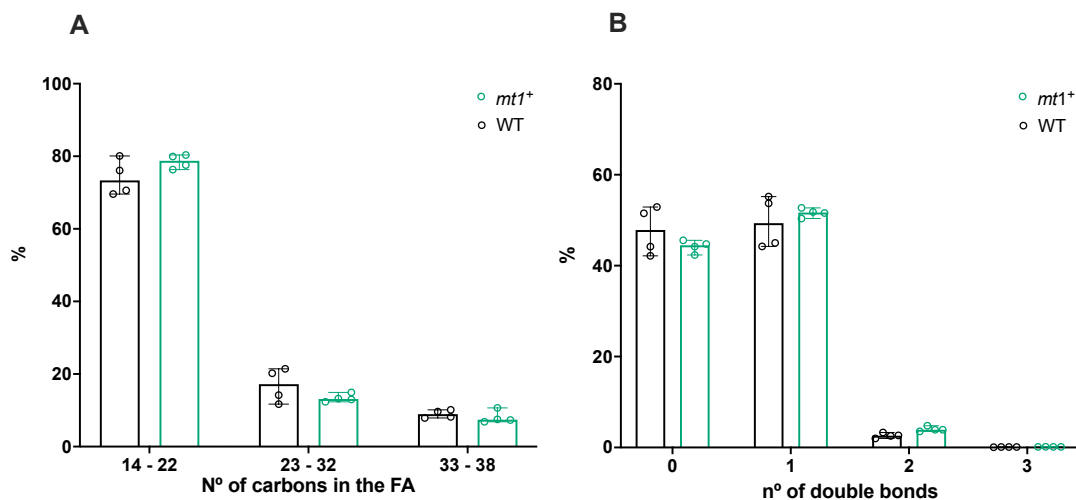 A
100
80
60
40
20
0
%
mt1⁺
WT
14 - 22
23 - 32
33 - 38
Nº of carbons in the FA
B
80
60
40
20
0
%
mt1⁺
WT
0
1
2
3
nº of double bonds